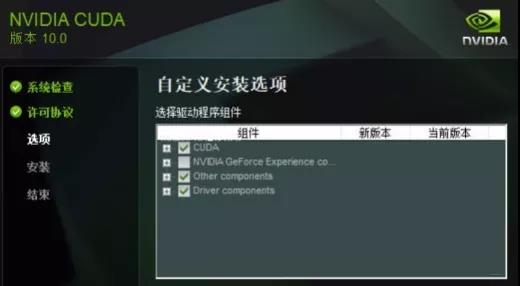 NVIDIA CUDA
版本 10.0
NVIDIA.
系统检查
许可协议
选项
安装
结束
自定义安装选项
选择驱动程序组件
组件 新版本 当前版本
CUDA
NVIDIA GeForce Experience co...
Other components
Driver components